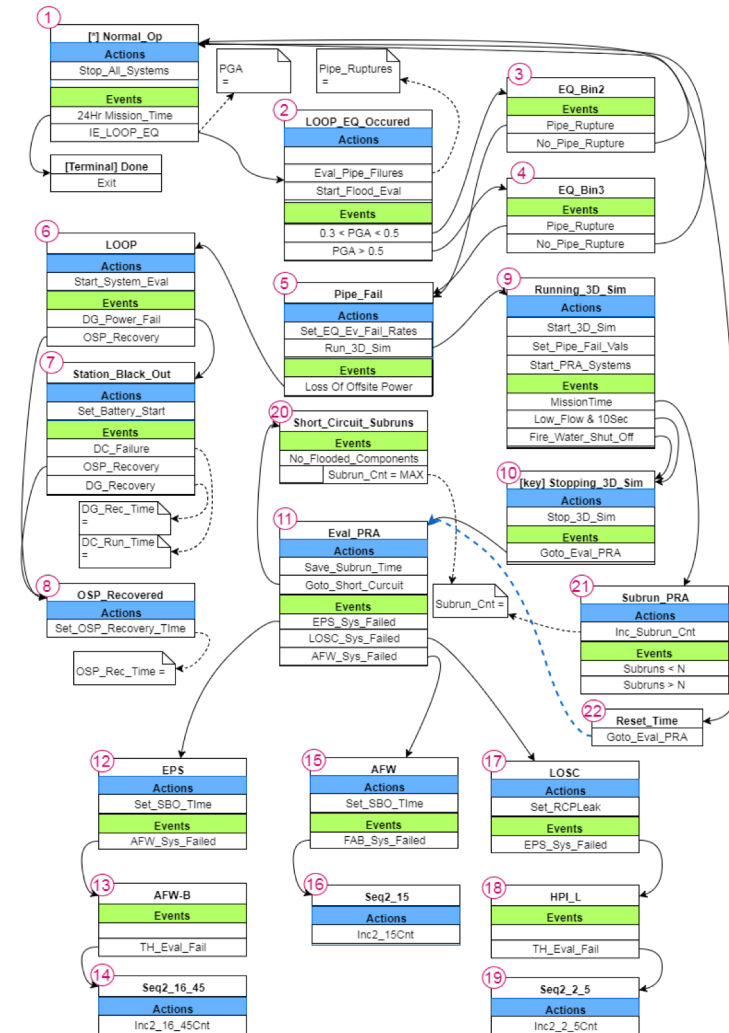 1
[*] Normal_Op
Actions
Stop_All_Systems
Events
24Hr Mission_Time
IE_LOOP_EQ
[Terminal] Done
Exit
PGA
=
Pipe_Ruptures
=
2
LOOP_EQ_Occured
Actions
Eval_Pipe_Filures
Start_Flood_Eval
Events
0.3 < PGA < 0.5
PGA > 0.5
3
EQ_Bin2
Events
Pipe_Rupture
No_Pipe_Rupture
4
EQ_Bin3
Events
Pipe_Rupture
No_Pipe_Rupture
5
Pipe_Fail
Actions
Set_EQ_Ev_Fail_Rates
Run_3D_Sim
Events
Loss Of Offsite Power
6
LOOP
Actions
Start_System_Eval
Events
DG_Power_Fail
OSP_Recovery
7
Station_Black_Out
Actions
Set_Battery_Start
Events
DC_Failure
OSP_Recovery
DG_Recovery
DG_Rec_Time
=
DC_Run_Time
=
8
OSP_Recovered
Actions
Set_OSP_Recovery_TIme
OSP_Rec_Time =
9
Running_3D_Sim
Actions
Start_3D_Sim
Set_Pipe_Fail_Vals
Start_PRA_Systems
Events
MissionTime
Low_Flow & 10Sec
Fire_Water_Shut_Off
10
[key] Stopping_3D_Sim
Actions
Stop_3D_Sim
Events
Goto_Eval_PRA
20
Short_Circuit_Subruns
Events
No_Flooded_Components
Subrun_Cnt = MAX
11
Eval_PRA
Actions
Save_Subrun_Time
Goto_Short_Curcuit
Events
EPS_Sys_Failed
LOSC_Sys_Failed
AFW_Sys_Failed
Subrun_Cnt =
21
Subrun_PRA
Actions
Inc_Subrun_Cnt
Events
Subruns < N
Subruns > N
22
Reset_Time
Goto_Eval_PRA
12
EPS
Actions
Set_SBO_TIme
Events
AFW_Sys_Failed
13
AFW-B
Events
TH_Eval_Fail
14
Seq2_16_45
Actions
Inc2_16_45Cnt
15
AFW
Actions
Set_SBO_TIme
Events
FAB_Sys_Failed
16
Seq2_15
Actions
Inc2_15Cnt
17
LOSC
Actions
Set_RCPLeak
Events
EPS_Sys_Failed
18
HPI_L
Events
TH_Eval_Fail
19
Seq2_2_5
Actions
Inc2_2_5Cnt